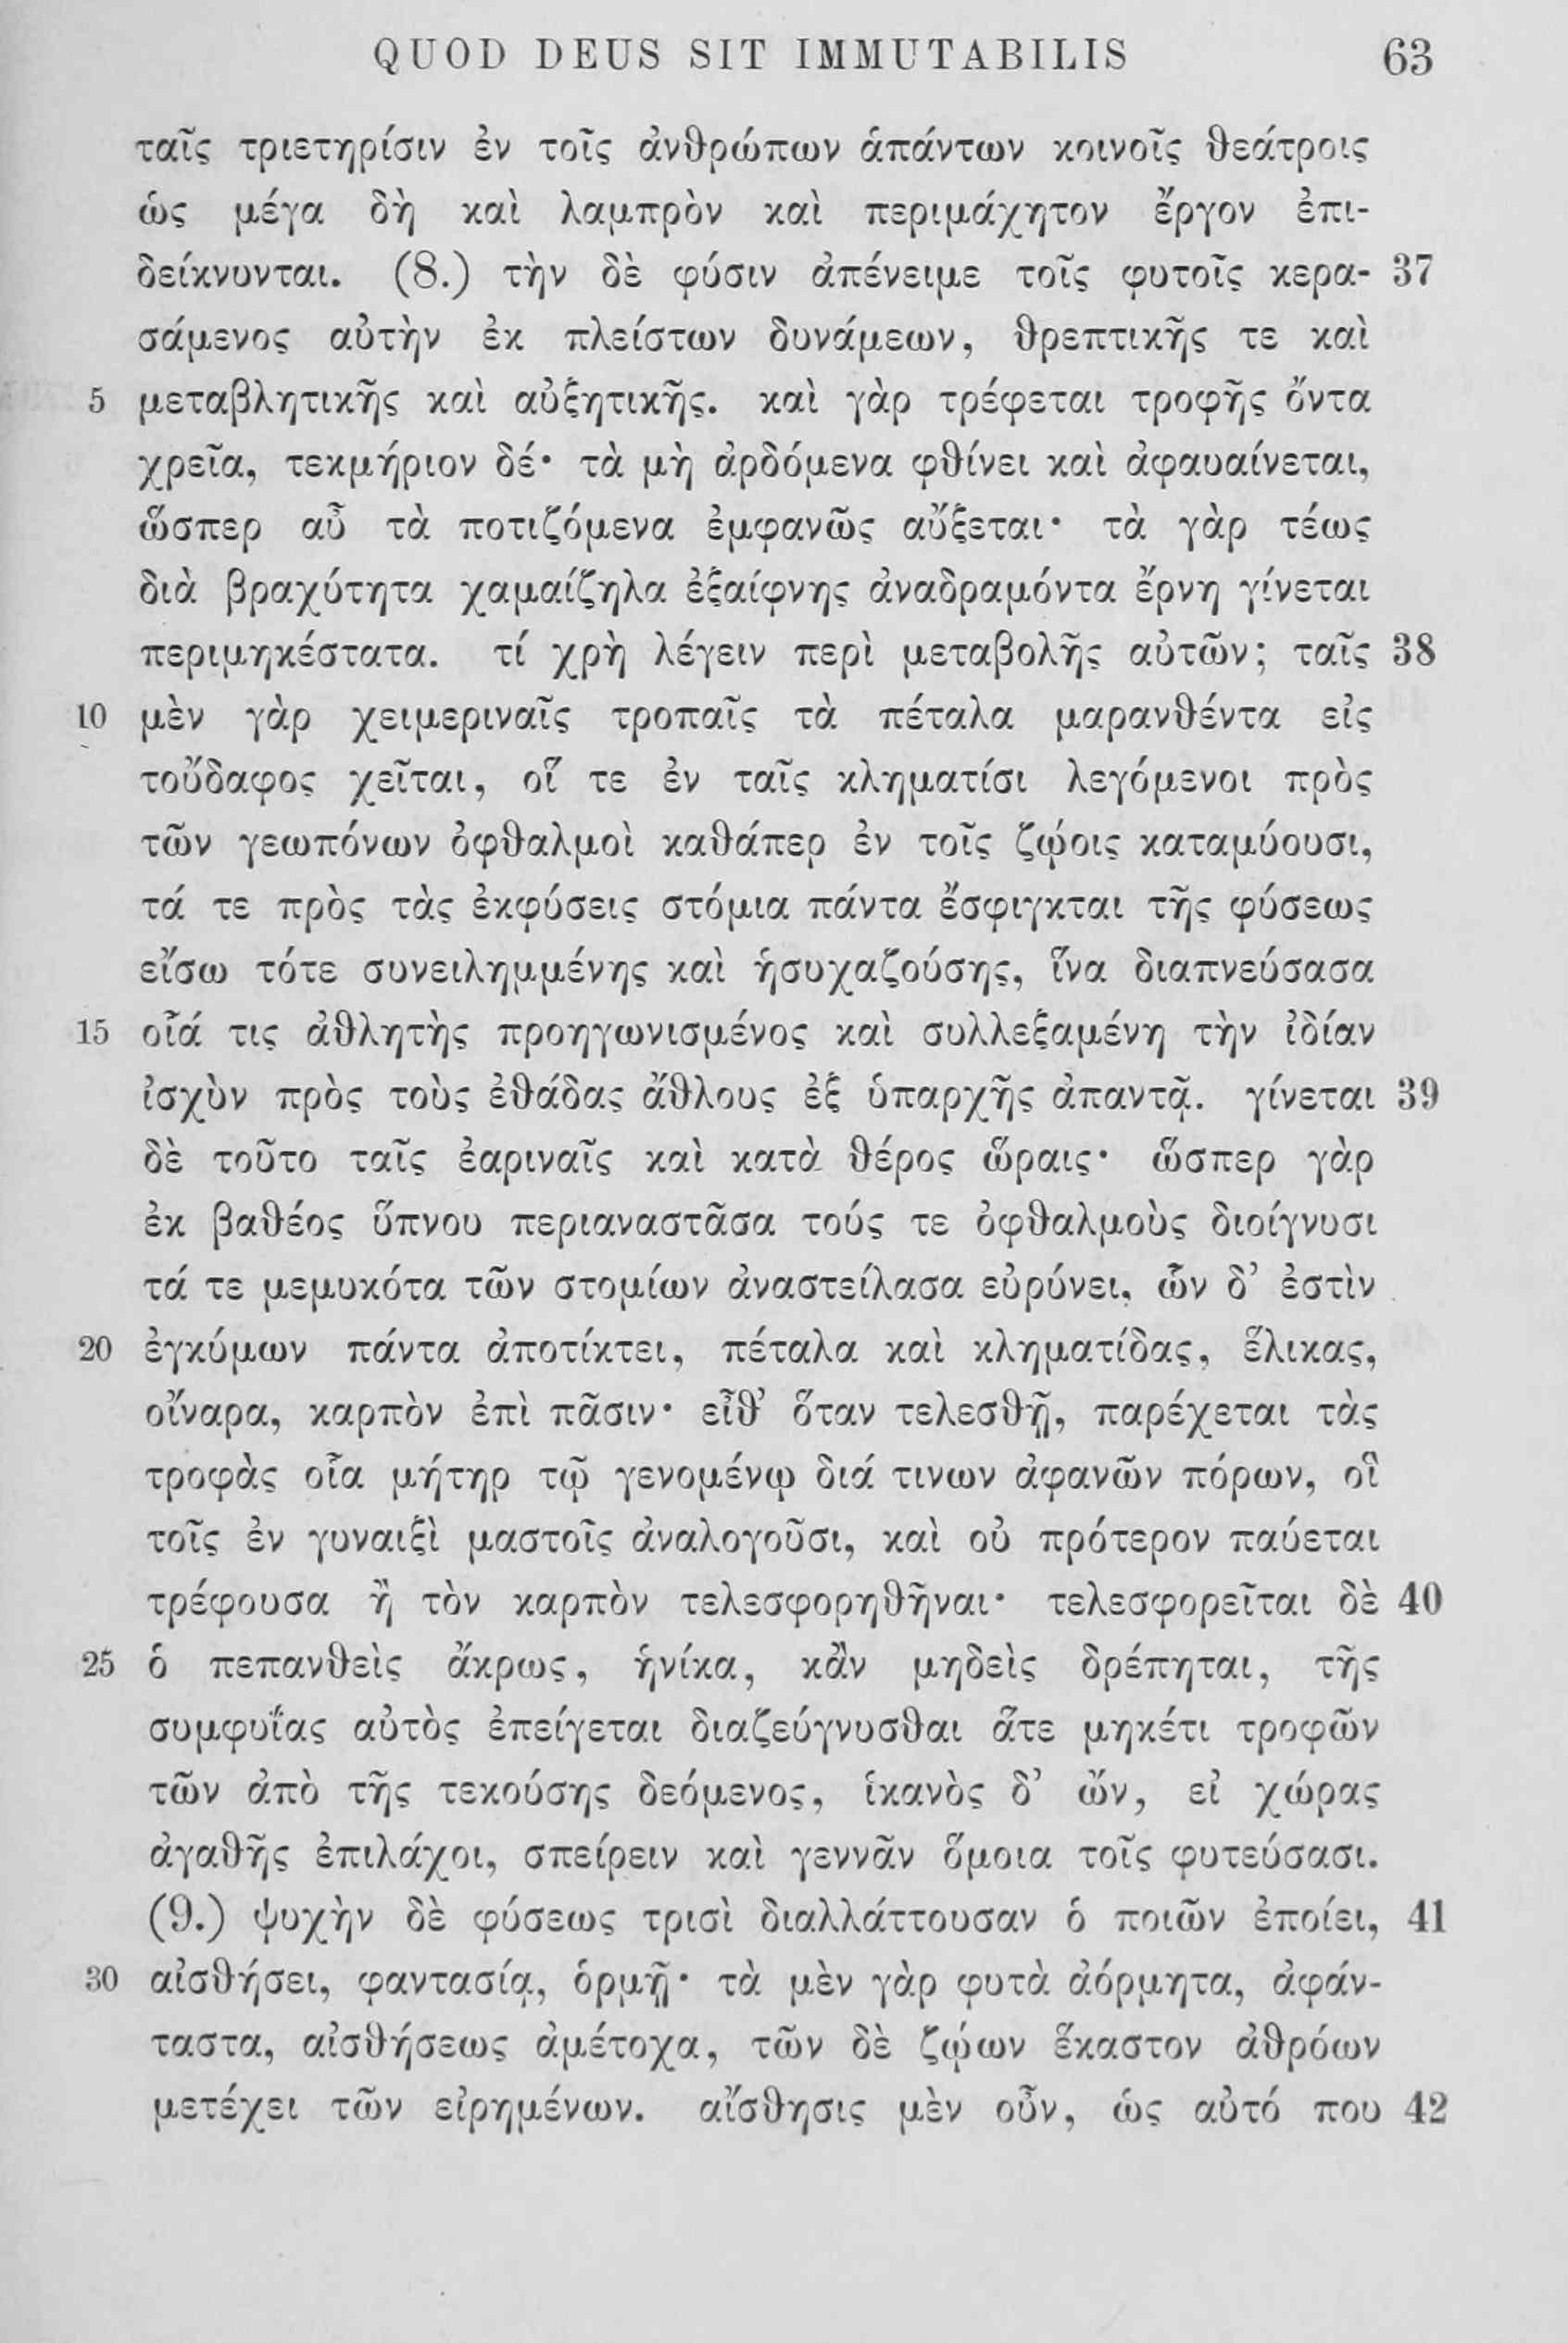 QUOD DEUS SIT IMMUTABILIS 63
ταῖς τριετηρίσιν ἐν τοῖς ἀνθρώπων ἁπάντων κοινοῖς θεάτροις
ὡς μέγα δὴ καὶ λαμπρὸν καὶ περιμάχητον ἔργον ἐπι-
δείκνυνται. (8.) τὴν δὲ φύσιν ἀπένειμε τοῖς φυτοῖς κερα- 37
σάμενος αὐτὴν ἐκ πλείστων δυνάμεων, θρεπτικῆς τε καὶ
5 μεταβλητικῆς καὶ αὐξητικῆς. καὶ γὰρ τρέφεται τροφῆς ὄντα
χρεῖα, τεκμήριον δέ· τὰ μὴ ἀρδόμενα φθίνει καὶ ἀφαυαίνεται,
ὥσπερ αὖ τὰ ποτιζόμενα ἐμφανῶς αὔξεται· τὰ γὰρ τέως
διὰ βραχύτητα χαμαίζηλα ἐξαίφνης ἀναδραμόντα ἔρνη γίνεται
περιμηκέστατα. τί χρὴ λέγειν περὶ μεταβολῆς αὐτῶν; ταῖς 38
10 μὲν γὰρ χειμεριναῖς τροπαῖς τὰ πέταλα μαρανθέντα εἰς
τοὔδαφος χεῖται, οἵ τε ἐν ταῖς κληματίσι λεγόμενοι πρὸς
τῶν γεωπόνων ὀφθαλμοὶ καθάπερ ἐν τοῖς ζῴοις καταμύουσι,
τά τε πρὸς τὰς ἐκφύσεις στόμια πάντα ἔσφιγκται τῆς φύσεως
εἴσω τότε συνειλημμένης καὶ ἡσυχαζούσης, ἵνα διαπνεύσασα
15 οἷά τις ἀθλητὴς προηγωνισμένος καὶ συλλεξαμένη τὴν ἰδίαν
ἰσχὺν πρὸς τοὺς ἐθάδας ἄθλους ἐξ ὑπαρχῆς ἀπαντᾷ. γίνεται 39
δὲ τοῦτο ταῖς ἐαριναῖς καὶ κατὰ θέρος ὥραις· ὥσπερ γὰρ
ἐκ βαθέος ὕπνου περιαναστᾶσα τούς τε ὀφθαλμοὺς διοίγνυσι
τά τε μεμυκότα τῶν στομίων ἀναστείλασα εὐρύνει, ὧν δ’ ἐστὶν
20 ἐγκύμων πάντα ἀποτίκτει, πέταλα καὶ κληματίδας, ἕλικας,
οἴναρα, καρπὸν ἐπὶ πᾶσιν· εἶθ’ ὅταν τελεσθῇ, παρέχεται τὰς
τροφὰς οἷα μήτηρ τῷ γενομένῳ διά τινων ἀφανῶν πόρων, οἳ
τοῖς ἐν γυναιξὶ μαστοῖς ἀναλογοῦσι, καὶ οὐ πρότερον παύεται
τρέφουσα ἢ τὸν καρπὸν τελεσφορηθῆναι· τελεσφορεῖται δὲ 40
25 ὁ πεπανθεὶς ἄκρως, ἡνίκα, κἂν μηδεὶς δρέπηται, τῆς
συμφυΐας αὐτὸς ἐπείγεται διαζεύγνυσθαι ἅτε μηκέτι τροφῶν
τῶν ἀπὸ τῆς τεκούσης δεόμενος, ἱκανὸς δ’ ὤν, εἰ χώρας
ἀγαθῆς ἐπιλάχοι, σπείρειν καὶ γεννᾶν ὅμοια τοῖς φυτεύσασι.
(9.) ψυχὴν δὲ φύσεως τρισὶ διαλλάττουσαν ὁ ποιῶν ἐποίει, 41
30 αἰσθήσει, φαντασίᾳ, ὁρμῇ· τὰ μὲν γὰρ φυτὰ ἀόρμητα, ἀφάν-
ταστα, αἰσθήσεως ἀμέτοχα, τῶν δὲ ζῴων ἕκαστον ἀθρόων
μετέχει τῶν εἰρημένων. αἴσθησις μὲν οὖν, ὡς αὐτό που 42